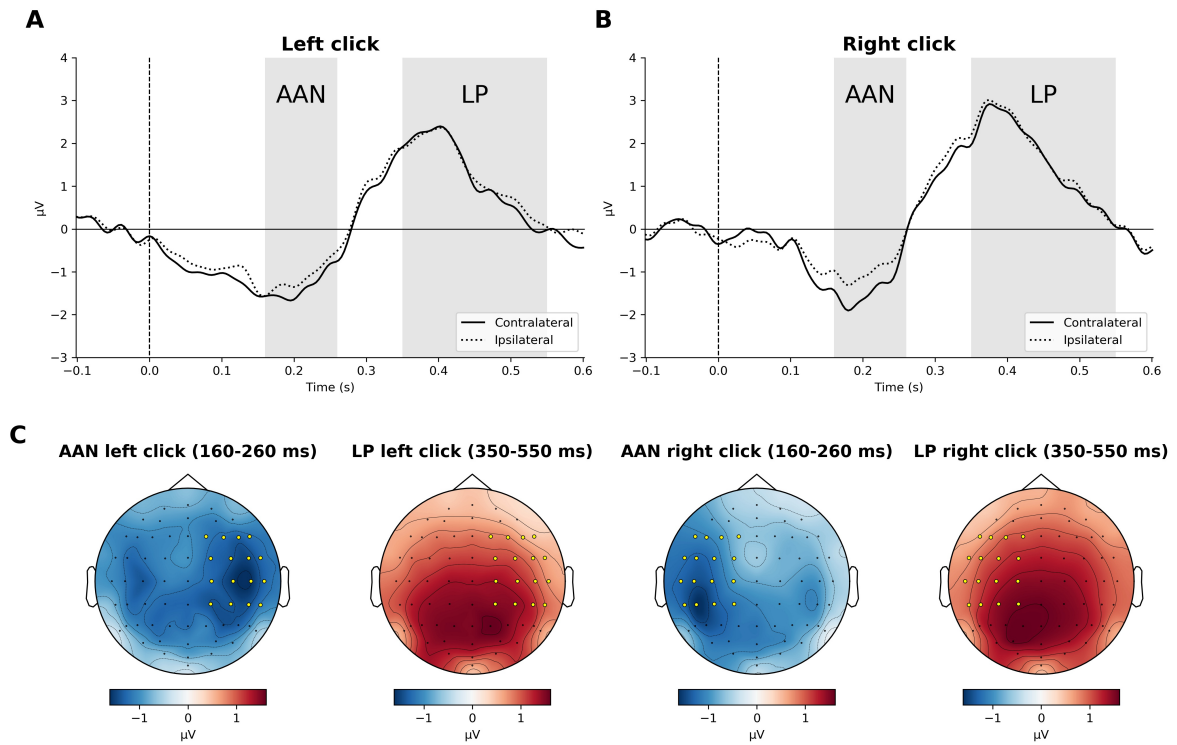 A
B
Left click
Right click
4
3
2
1
0
−1
−2
−3
µV
AAN
LP
Contralateral
Ipsilateral
−0.1 0.0 0.1 0.2 0.3 0.4 0.5 0.6
Time (s)
4
3
2
1
0
−1
−2
−3
µV
AAN
LP
Contralateral
Ipsilateral
−0.1 0.0 0.1 0.2 0.3 0.4 0.5 0.6
Time (s)
C
AAN left click (160-260 ms)
LP left click (350-550 ms)
AAN right click (160-260 ms)
LP right click (350-550 ms)
−1 0 1
µV
−1 0 1
µV
−1 0 1
µV
−1 0 1
µV